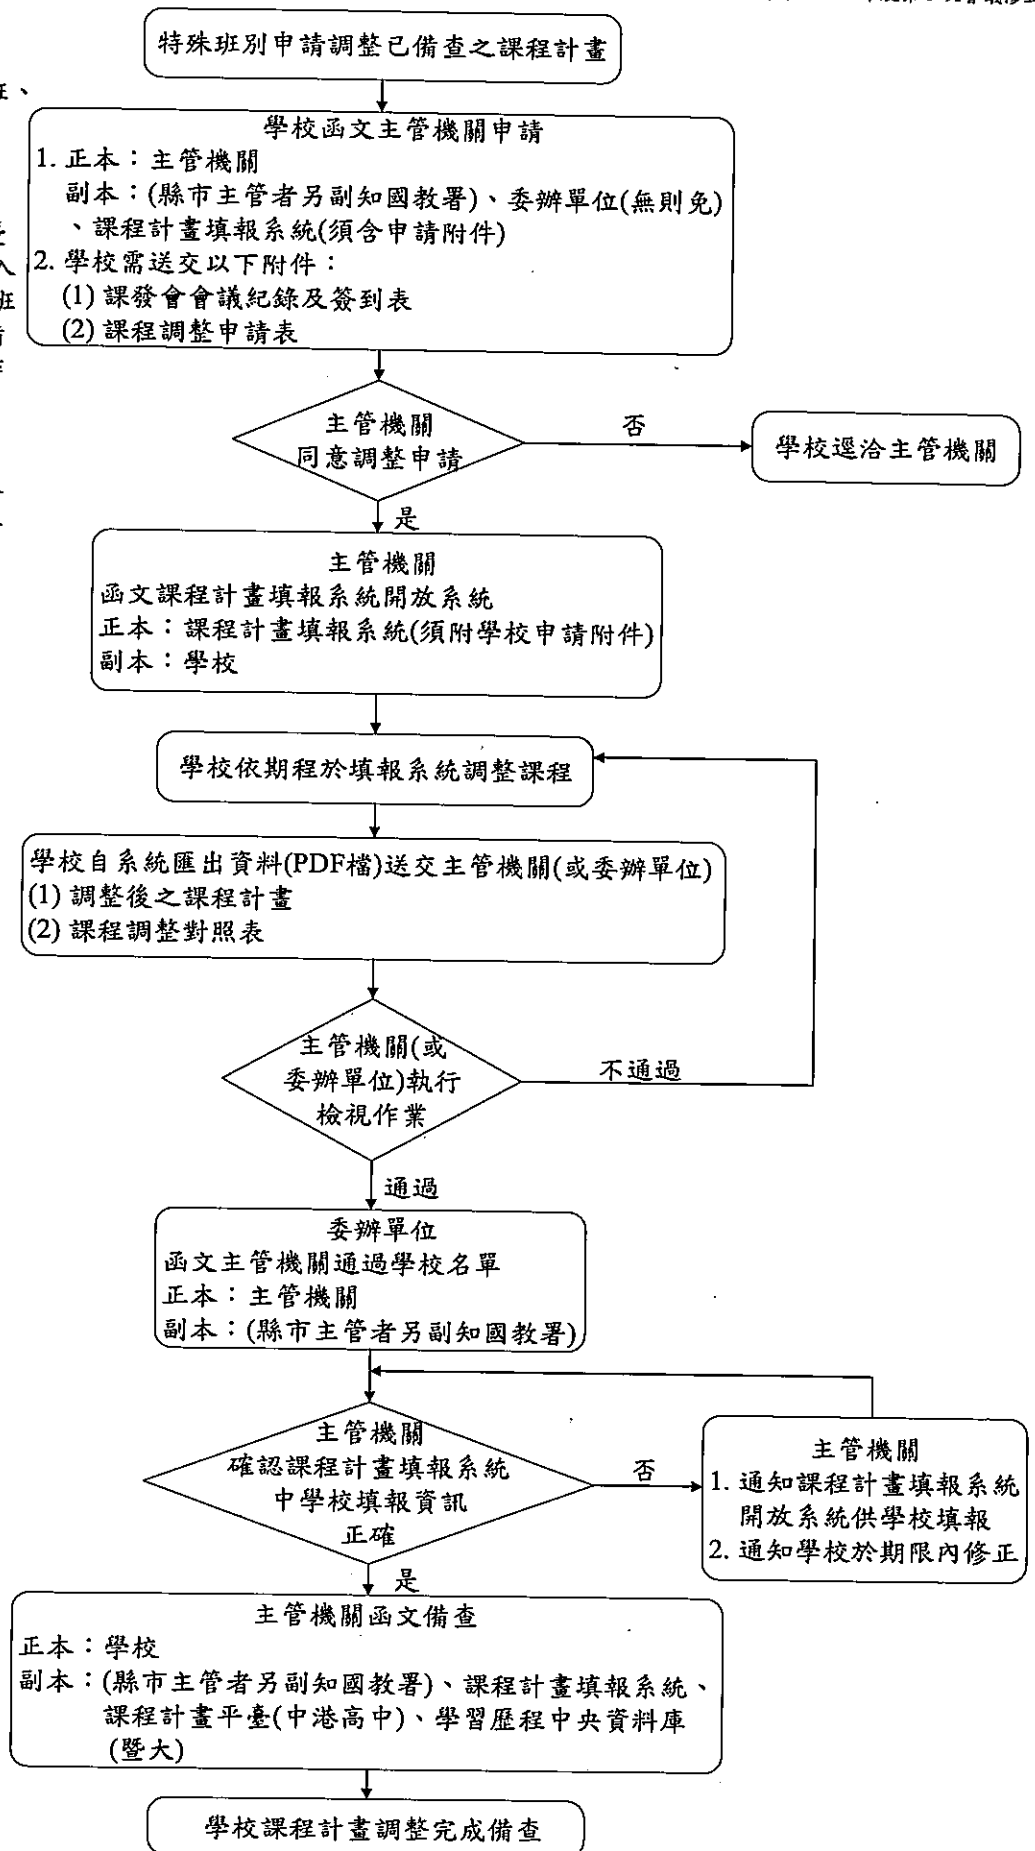 特殊班別申請調整已備查之課程計畫
學校函文主管機關申請
1. 正本：主管機關
副本：(縣市主管者另副知國教署)、委辦單位(無則免)
、課程計畫填報系統(須含申請附件)
2. 學校需送交以下附件：
(1) 課發會會議紀錄及簽到表
(2) 課程調整申請表
主管機關
同意調整申請
否
學校逕洽主管機關
是
主管機關
函文課程計畫填報系統開放系統
正本：課程計畫填報系統(須附學校申請附件)
副本：學校
學校依期程於填報系統調整課程
學校自系統匯出資料(PDF檔)送交主管機關(或委辦單位)
(1) 調整後之課程計畫
(2) 課程調整對照表
主管機關(或
委辦單位)執行
檢視作業
不通過
通過
委辦單位
函文主管機關通過學校名單
正本：主管機關
副本：(縣市主管者另副知國教署)
主管機關
確認課程計畫填報系統
中學校填報資訊
正確
否
主管機關
1. 通知課程計畫填報系統
開放系統供學校填報
2. 通知學校於期限內修正
是
主管機關函文備查
正本：學校
副本：(縣市主管者另副知國教署)、課程計畫填報系統、
課程計畫平臺(中港高中)、學習歷程中央資料庫
(暨大)
學校課程計畫調整完成備查